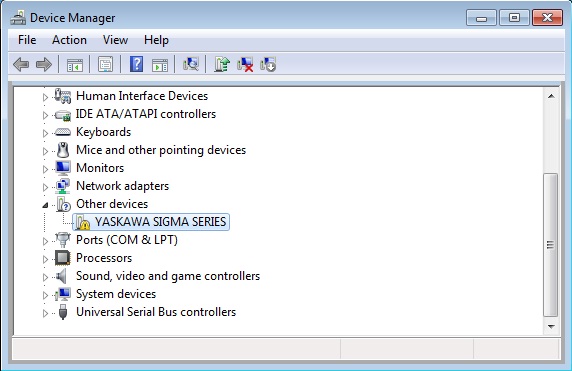 Device Manager
File Action View Help
Human Interface Devices
IDE ATA/ATAPI controllers
Keyboards
Mice and other pointing devices
Monitors
Network adapters
Other devices
YASKAWA SIGMA SERIES
Ports (COM & LPT)
Processors
Sound, video and game controllers
System devices
Universal Serial Bus controllers